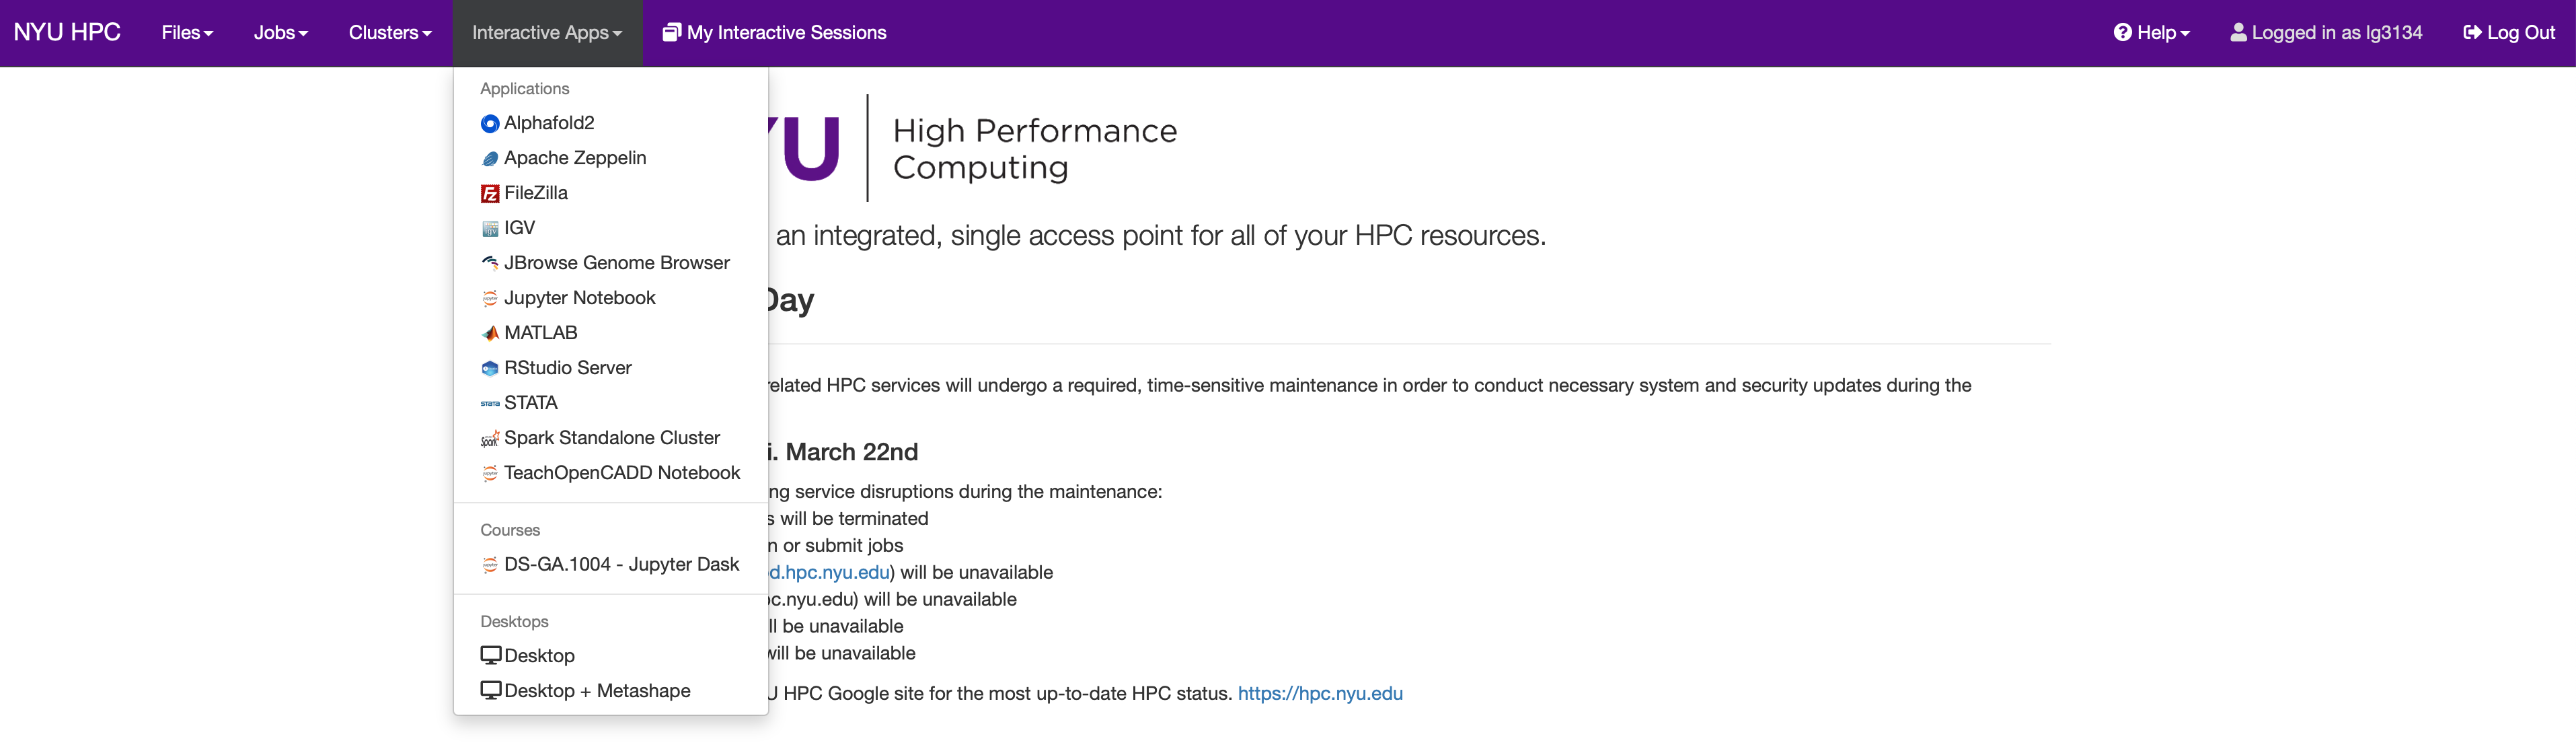 NYU HPC Files Jobs Clusters Interactive Apps My Interactive Sessions Help Logged in as lg3134 Log Out
Applications
Alphafold2
Apache Zeppelin
FileZilla
IGV
JBrowse Genome Browser
Jupyter Notebook
MATLAB
RStudio Server
STATA
Spark Standalone Cluster
TeachOpenCADD Notebook
Courses
DS-GA.1004 - Jupyter Dask
Desktops
Desktop
Desktop + Metashape
YU
High Performance
Computing
an integrated, single access point for all of your HPC resources.
Day
related HPC services will undergo a required, time-sensitive maintenance in order to conduct necessary system and security updates during the
i. March 22nd
ng service disruptions during the maintenance:
s will be terminated
n or submit jobs
d.hpc.nyu.edu) will be unavailable
pc.nyu.edu) will be unavailable
ll be unavailable
will be unavailable
U HPC Google site for the most up-to-date HPC status. https://hpc.nyu.edu